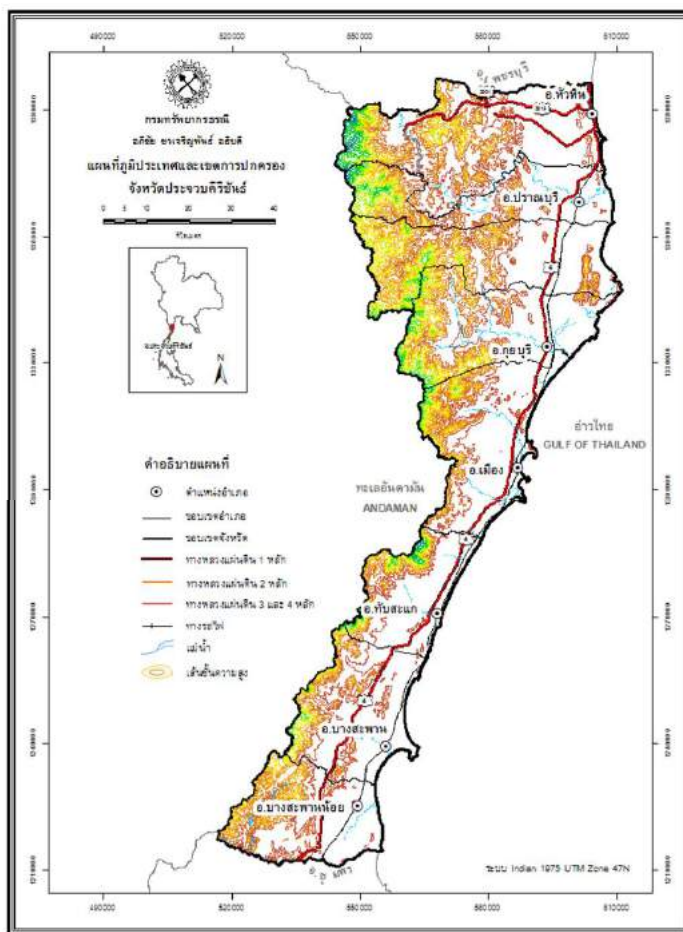 กรมทรัพยากรธรณี
แผนที่ภูมิประเทศและเขตการปกครอง
จังหวัดประจวบคีรีขันธ์
0 5 10 20 30 40
กิโลเมตร
N
คำอธิบายแผนที่
ตำแหน่งอำเภอ
ขอบเขตอำเภอ
ขอบเขตจังหวัด
ทางหลวงแผ่นดิน 1 หลัก
ทางหลวงแผ่นดิน 2 หลัก
ทางหลวงแผ่นดิน 3 และ 4 หลัก
ทางรถไฟ
แม่น้ำ
เส้นชั้นความสูง
อ.หัวหิน
อ.ปราณบุรี
4
อ.กุยบุรี
อ่าวไทย
GULF OF THAILAND
อ.เมือง
ทะเลอันดามัน
ANDAMAN
4
อ.ทับสะแก
4
อ.บางสะพาน
อ.บางสะพานน้อย
ระบบ Indian 1975 UTM Zone 47N
490000 520000 550000 580000 610000